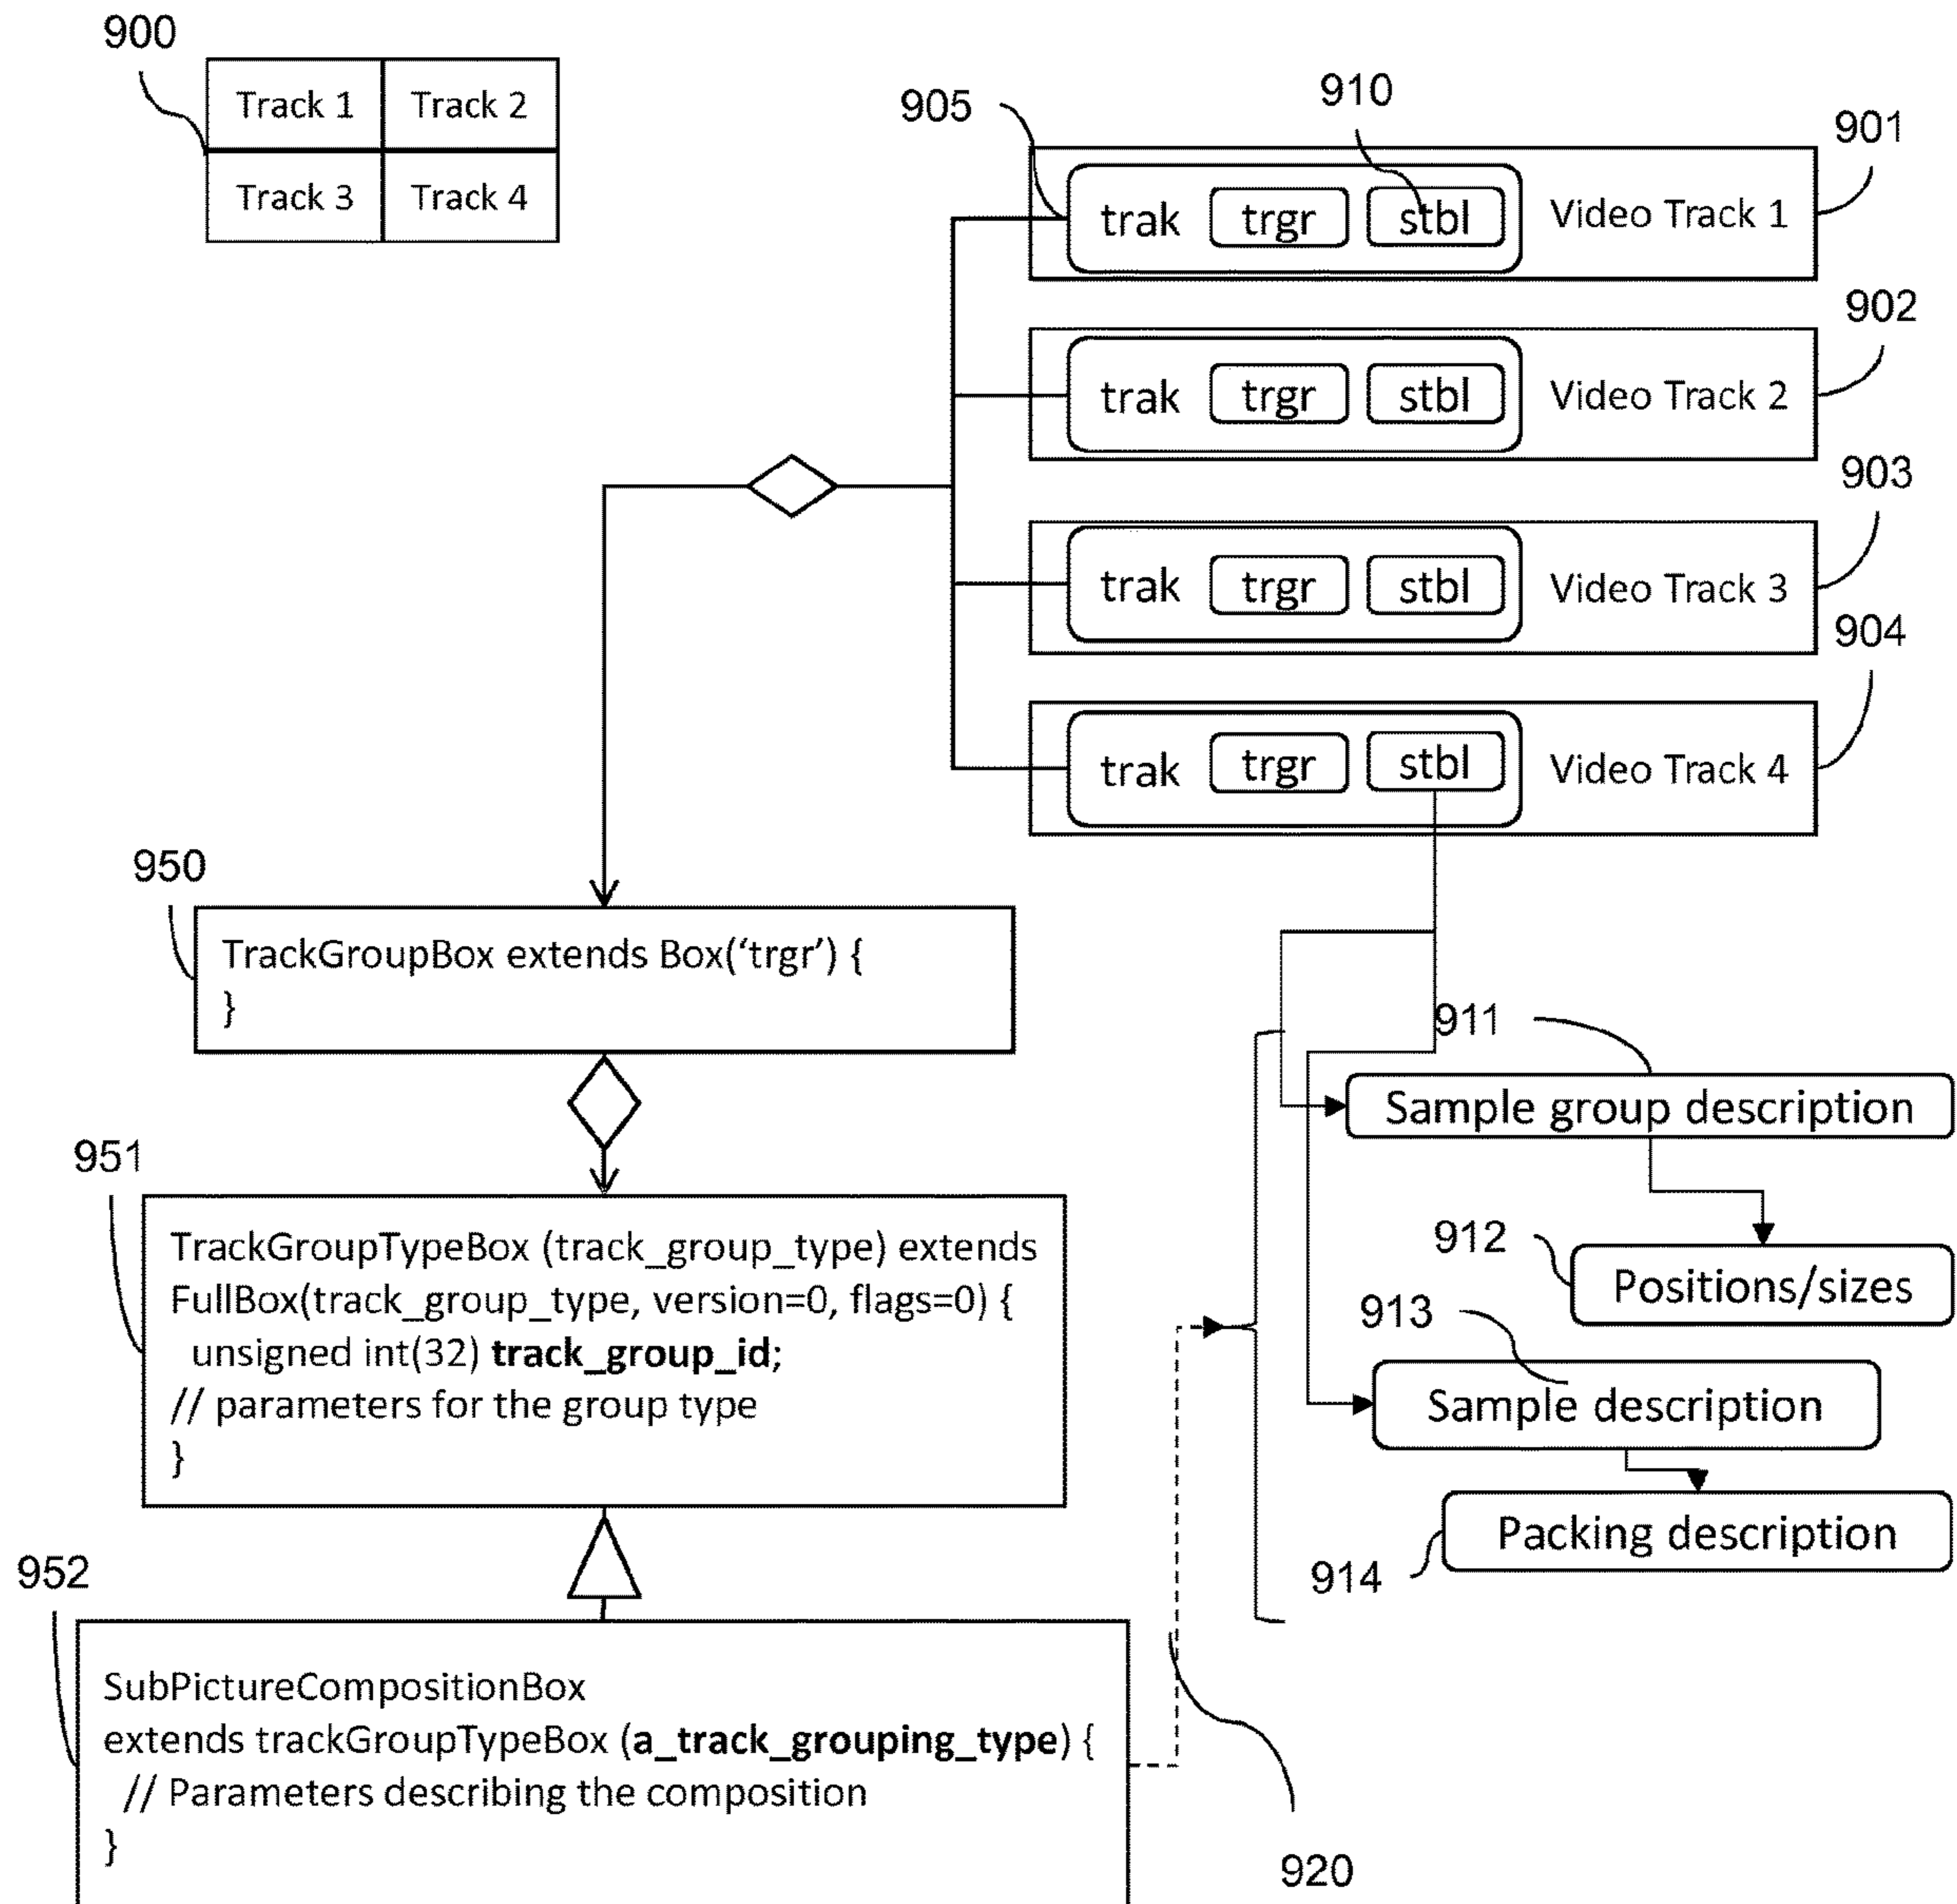 900
Track 1 Track 2
Track 3 Track 4
905
910
901
trak trgr stbl Video Track 1
902
trak trgr stbl Video Track 2
903
trak trgr stbl Video Track 3
904
trak trgr stbl Video Track 4
950
TrackGroupBox extends Box(‘trgr’) {
}
951
TrackGroupTypeBox (track_group_type) extends
FullBox(track_group_type, version=0, flags=0) {
unsigned int(32) track_group_id;
// parameters for the group type
}
952
SubPictureCompositionBox
extends trackGroupTypeBox (a_track_grouping_type) {
// Parameters describing the composition
}
911
Sample group description
912
Positions/sizes
913
Sample description
Packing description
914
920